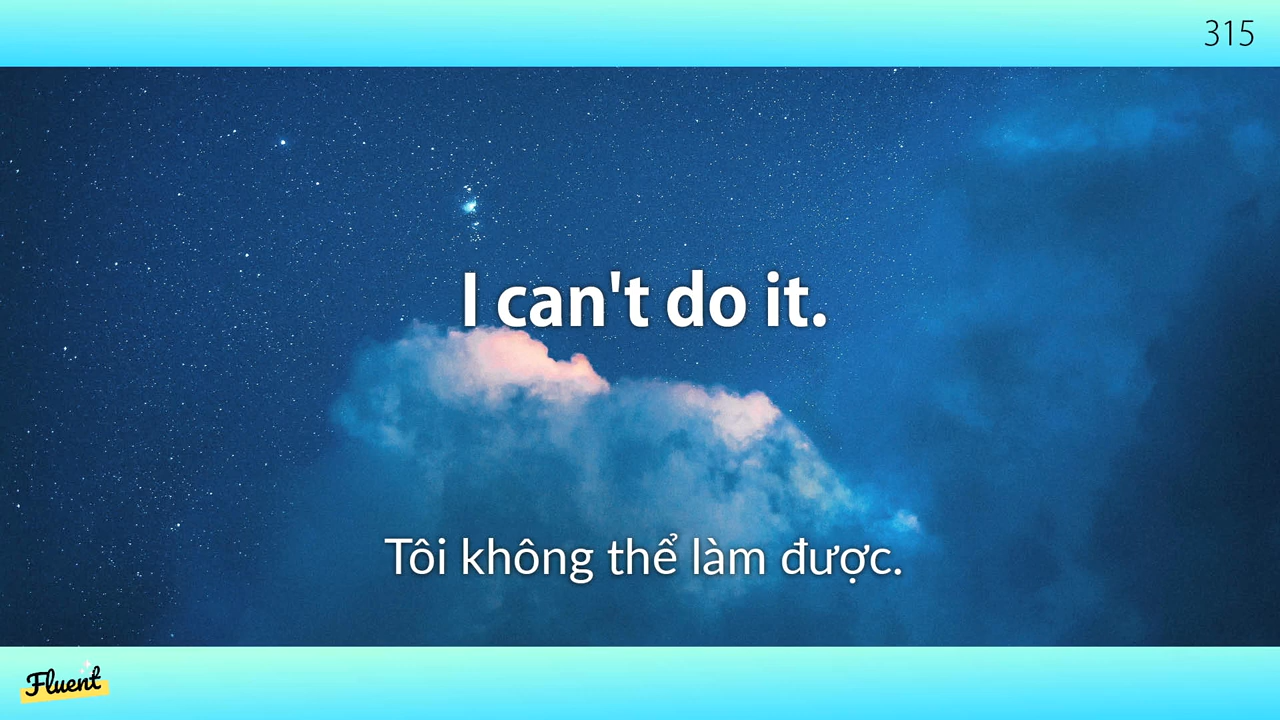 315
I can't do it.
Tôi không thể làm được.
Fluent